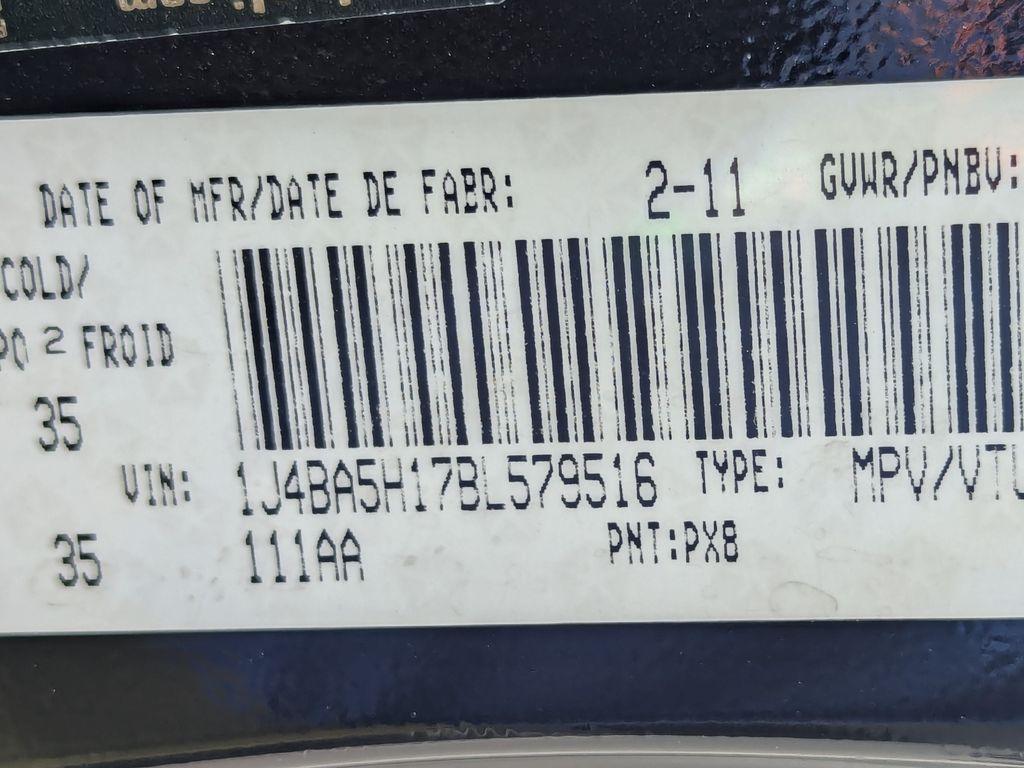 DATE OF MFR/DATE DE FABR: 2-11 GVWR/PNBV:
COLD/
FROID
35
VIN: 1J4BA5H17BL579516 TYPE: MPV/VTU
35 111AA PNT:PX8